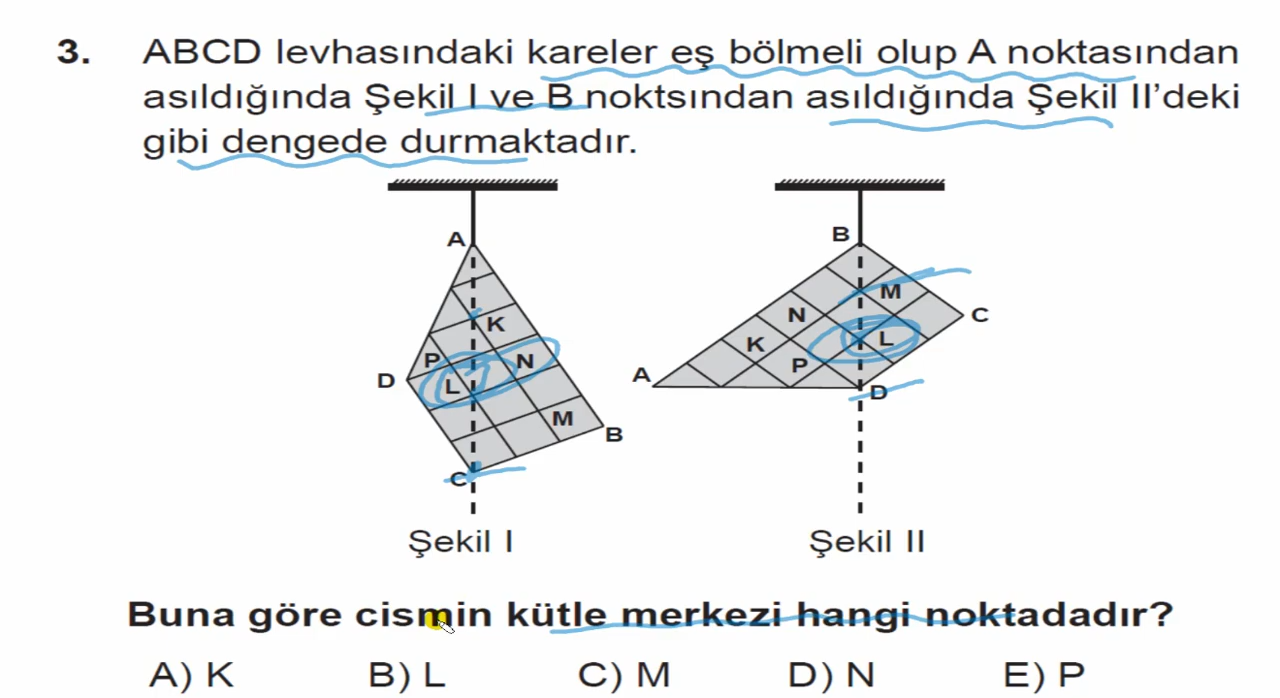 3. ABCD levhasındaki kareler eş bölmeli olup A noktasından
asıldığında Şekil I ve B noktsından asıldığında Şekil II'deki
gibi dengede durmaktadır.
A
K
P
N
D
L
M
B
C
Şekil I
B
M
N
C
K
L
P
A
D
Şekil II
Buna göre cismin kütle merkezi hangi noktadadır?
A) K B) L C) M D) N E) P